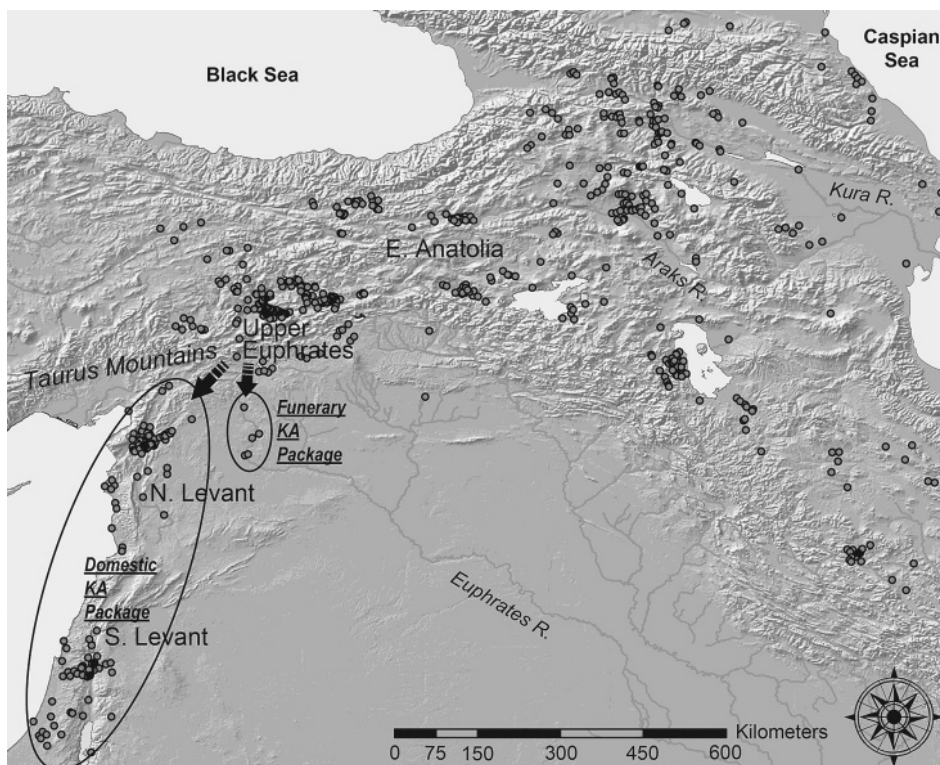 Black Sea
Caspian
Sea
Kura R.
E. Anatolia
Araks R.
Upper
Euphrates
Taurus Mountains
Funerary
KA
Package
N. Levant
Domestic
KA
Package
S. Levant
Euphrates R.
Kilometers
0 75 150 300 450 600